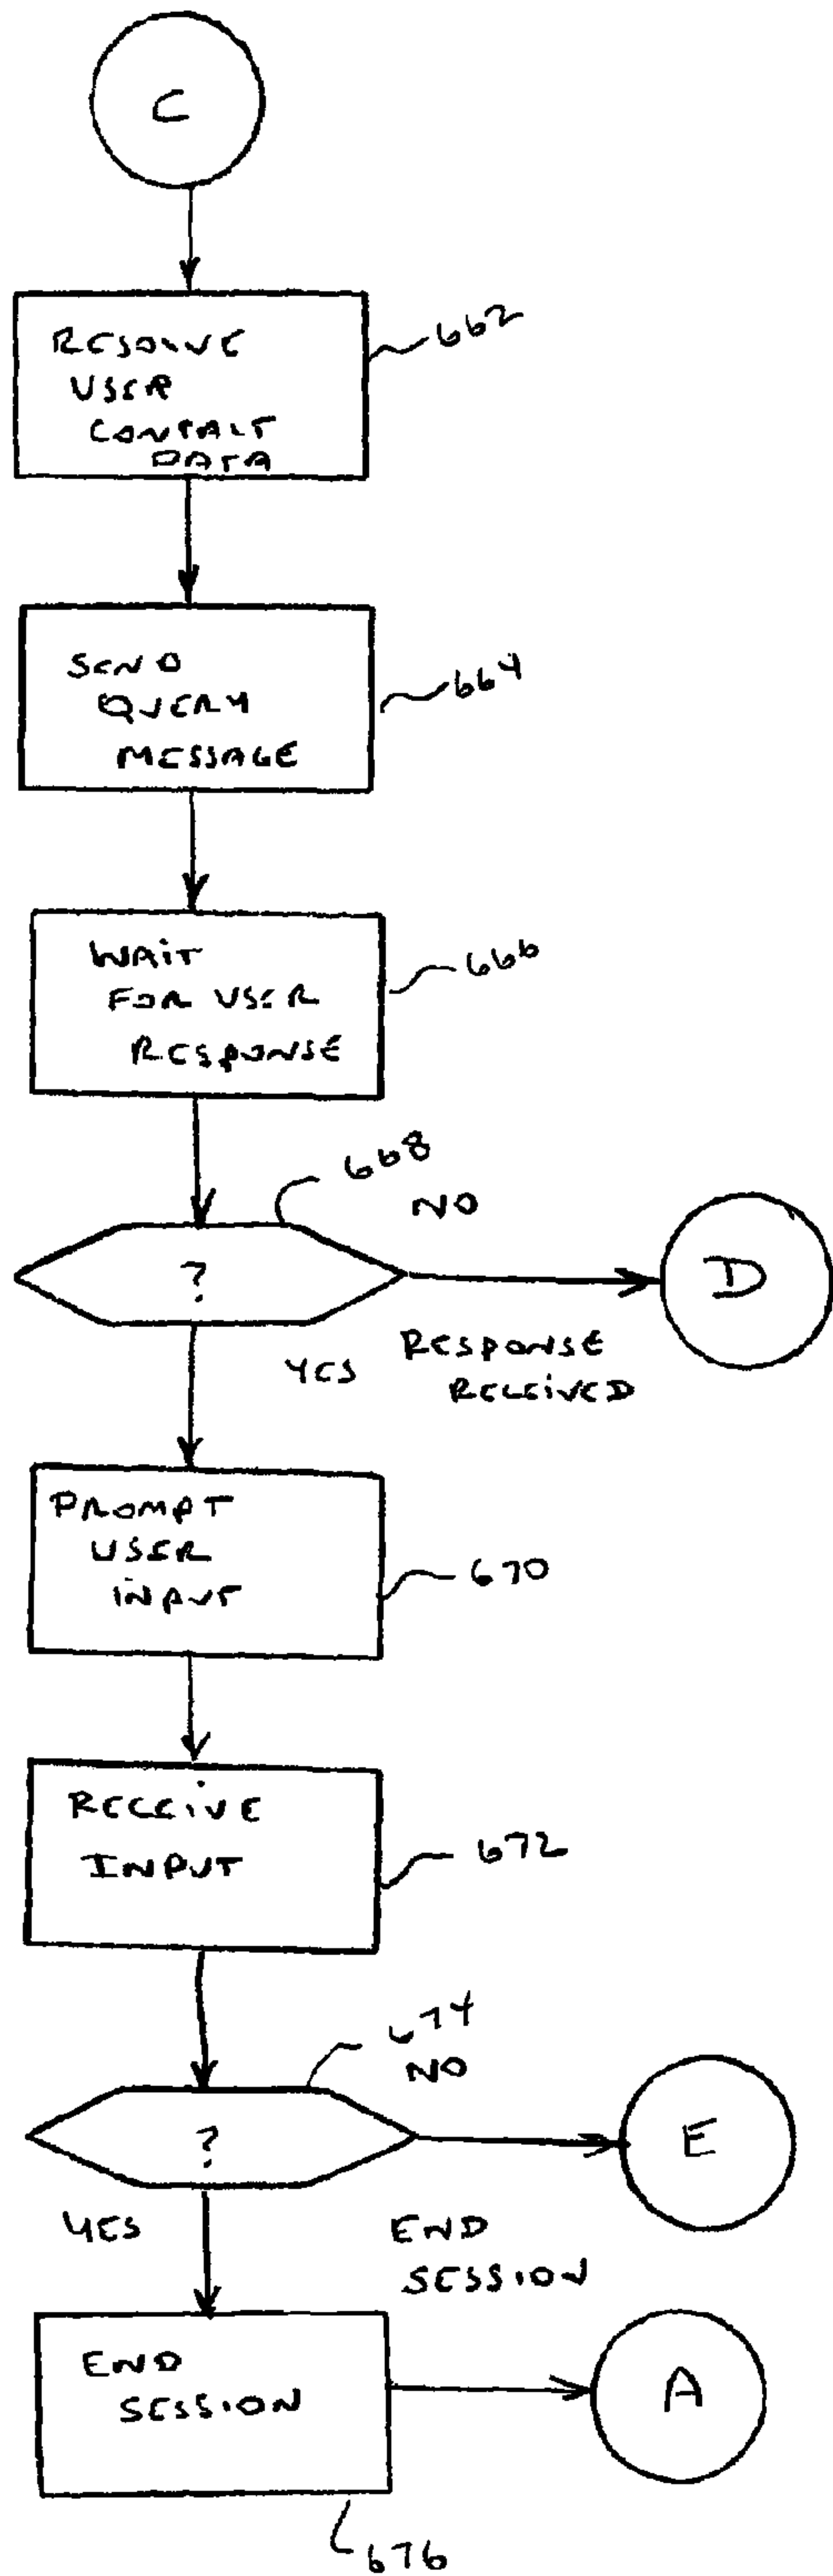 C
RESOLVE
USER
CONTACT
DATA
662
SEND
QUERY
MESSAGE
664
WAIT
FOR USER
RESPONSE
666
668
NO
?
D
YES
RESPONSE
RECEIVED
PROMPT
USER
INPUT
670
RECEIVE
INPUT
672
674
NO
?
E
YES
END
SESSION
END
SESSION
A
676